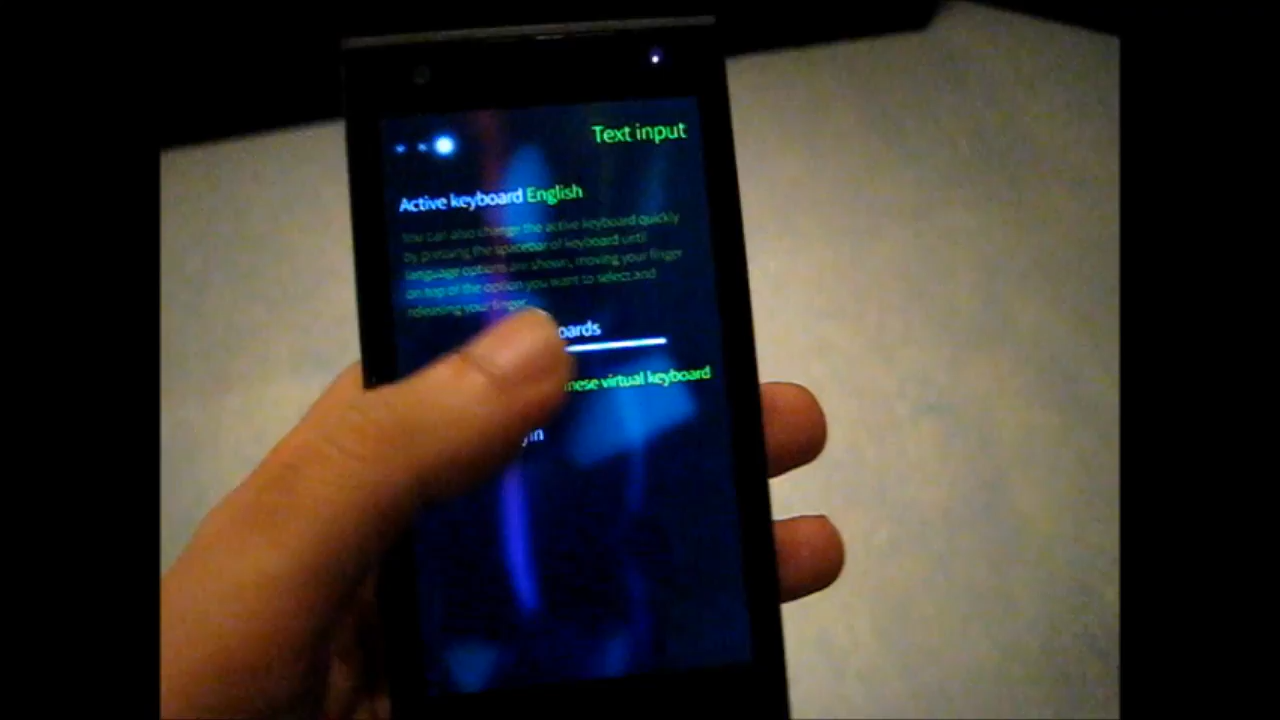 Text input
Active keyboard English
You can also change the active keyboard quickly
by pressing the spacebar of keyboard until
language options are shown, moving your finger
on top of the option you want to select and
releasing your finger.
oards
nese virtual keyboard
yin